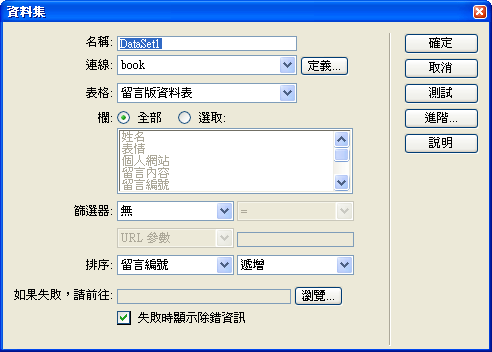 資料集
名稱: DataSet1
連線: book 定義...
表格: 留言版資料表
欄: 全部 選取:
姓名
表情
個人網站
留言內容
留言編號
篩選器: 無 =
URL 參數
排序: 留言編號 遞增
如果失敗，請前往: 瀏覽...
失敗時顯示除錯資訊
確定
取消
測試
進階...
說明